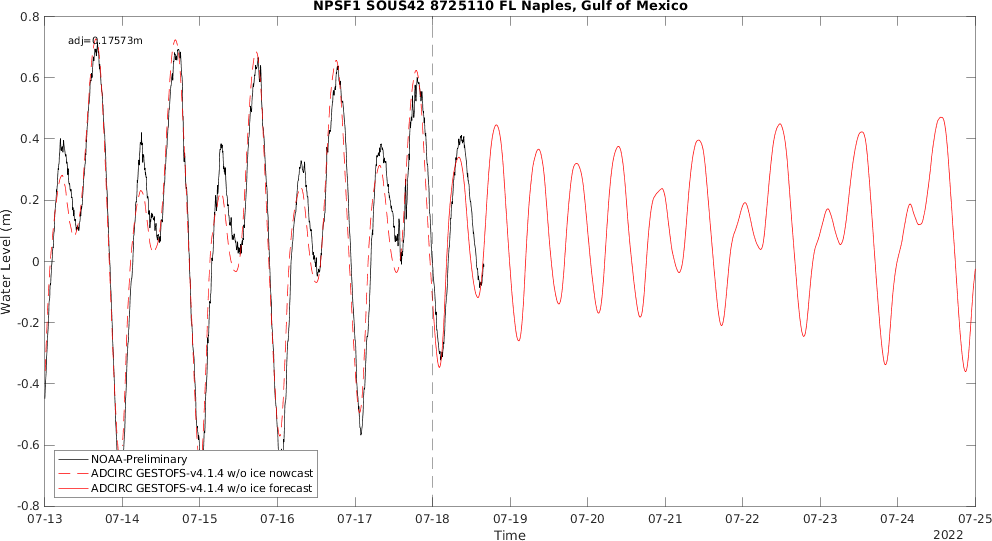 NPSF1 SOUS42 8725110 FL Naples, Gulf of Mexico
adj=0.17573m
0.8
0.6
0.4
0.2
0
-0.2
-0.4
-0.6
-0.8
Water Level (m)
NOAA-Preliminary
ADCIRC GESTOFS-v4.1.4 w/o ice nowcast
ADCIRC GESTOFS-v4.1.4 w/o ice forecast
07-13 07-14 07-15 07-16 07-17 07-18 07-19 07-20 07-21 07-22 07-23 07-24 07-25
Time
2022